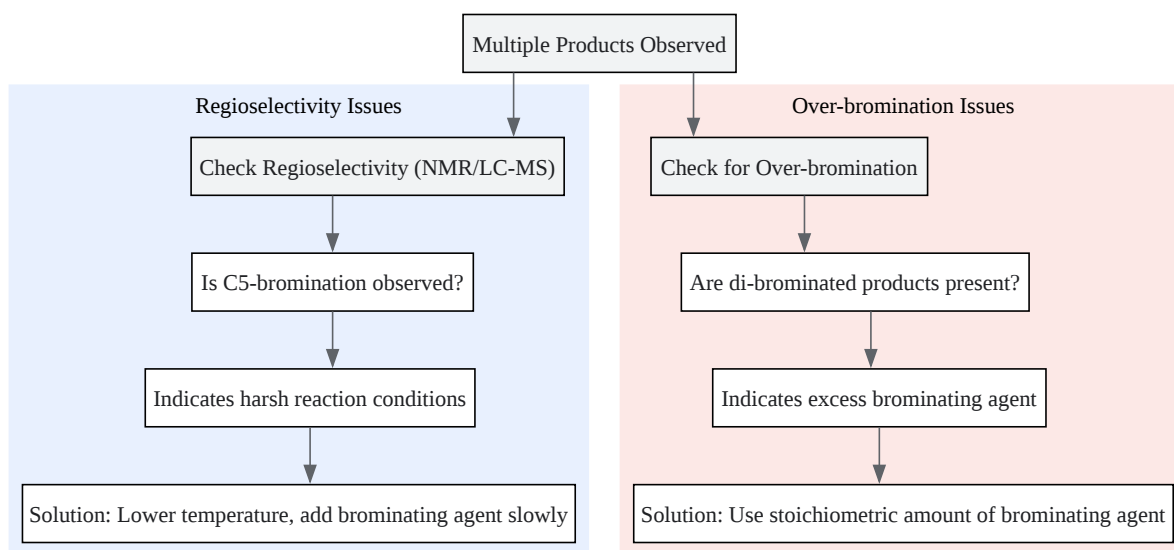 Multiple Products Observed
Regioselectivity Issues
Check Regioselectivity (NMR/LC-MS)
Is C5-bromination observed?
Indicates harsh reaction conditions
Solution: Lower temperature, add brominating agent slowly
Over-bromination Issues
Check for Over-bromination
Are di-brominated products present?
Indicates excess brominating agent
Solution: Use stoichiometric amount of brominating agent